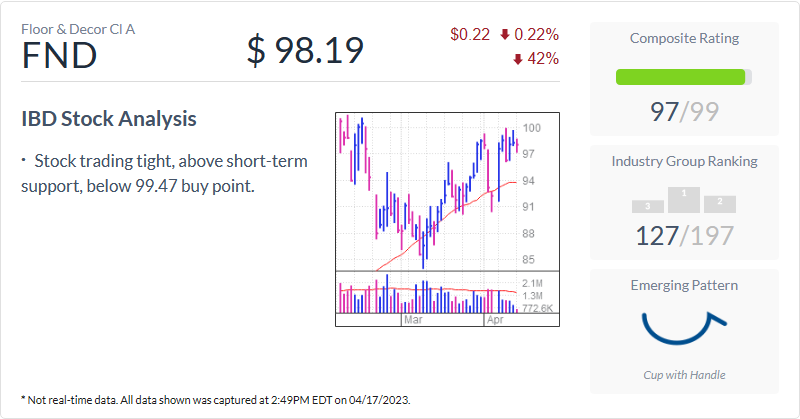 Floor & Decor Cl A
FND
$ 98.19
$0.22 0.22%
42%
IBD Stock Analysis
· Stock trading tight, above short-term
support, below 99.47 buy point.
100
97
94
91
88
85
2.1M
1.3M
772.6K
Mar Apr
Composite Rating
97/99
Industry Group Ranking
3 1 2
127/197
Emerging Pattern
Cup with Handle
* Not real-time data. All data shown was captured at 2:49PM EDT on 04/17/2023.